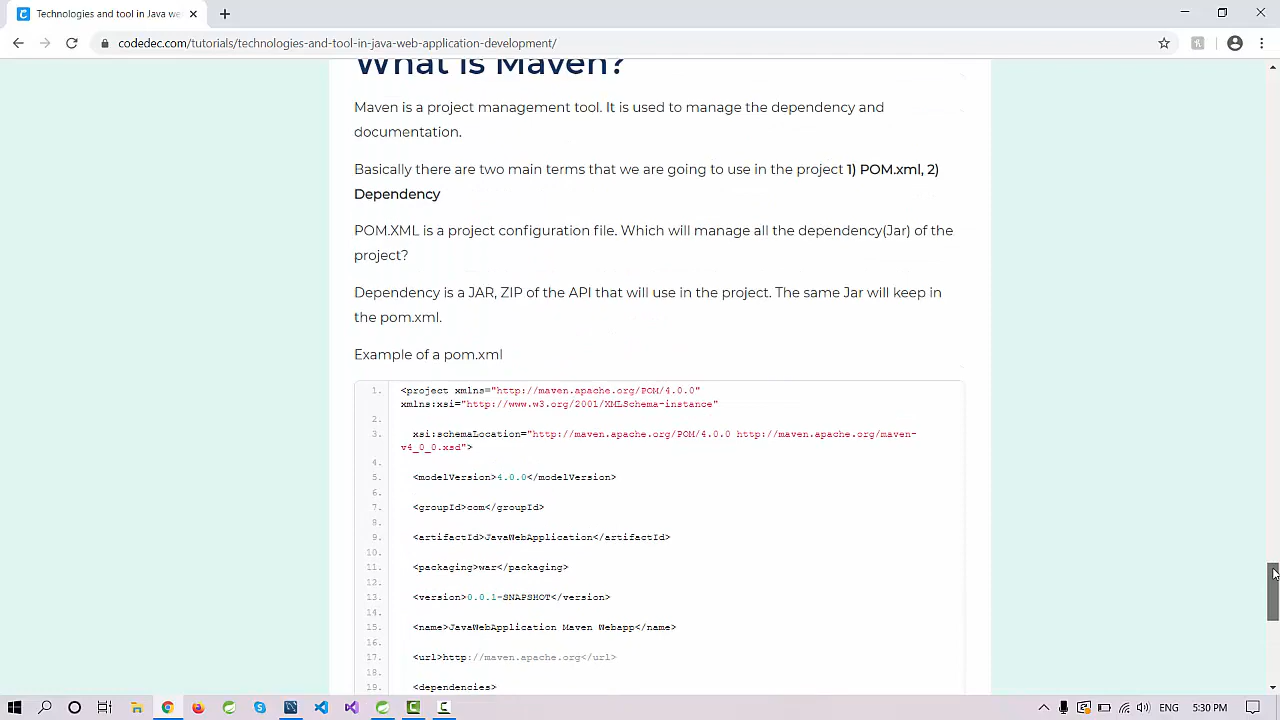 Technologies and tool in Java we
codedec.com/tutorials/technologies-and-tool-in-java-web-application-development/
What is Maven?
Maven is a project management tool. It is used to manage the dependency and
documentation.
Basically there are two main terms that we are going to use in the project 1) POM.xml, 2)
Dependency
POM.XML is a project configuration file. Which will manage all the dependency(Jar) of the
project?
Dependency is a JAR, ZIP of the API that will use in the project. The same Jar will keep in
the pom.xml.
Example of a pom.xml
1. <project xmlns="http://maven.apache.org/POM/4.0.0"
xmlns:xsi="http://www.w3.org/2001/XMLSchema-instance"
2.
3. xsi:schemaLocation="http://maven.apache.org/POM/4.0.0 http://maven.apache.org/maven-
v4_0_0.xsd">
4.
5. <modelVersion>4.0.0</modelVersion>
6.
7. <groupId>com</groupId>
8.
9. <artifactId>JavaWebApplication</artifactId>
10.
11. <packaging>war</packaging>
12.
13. <version>0.0.1-SNAPSHOT</version>
14.
15. <name>JavaWebApplication Maven Webapp</name>
16.
17. <url>http://maven.apache.org</url>
18.
19. <dependencies>
ENG
5:30 PM